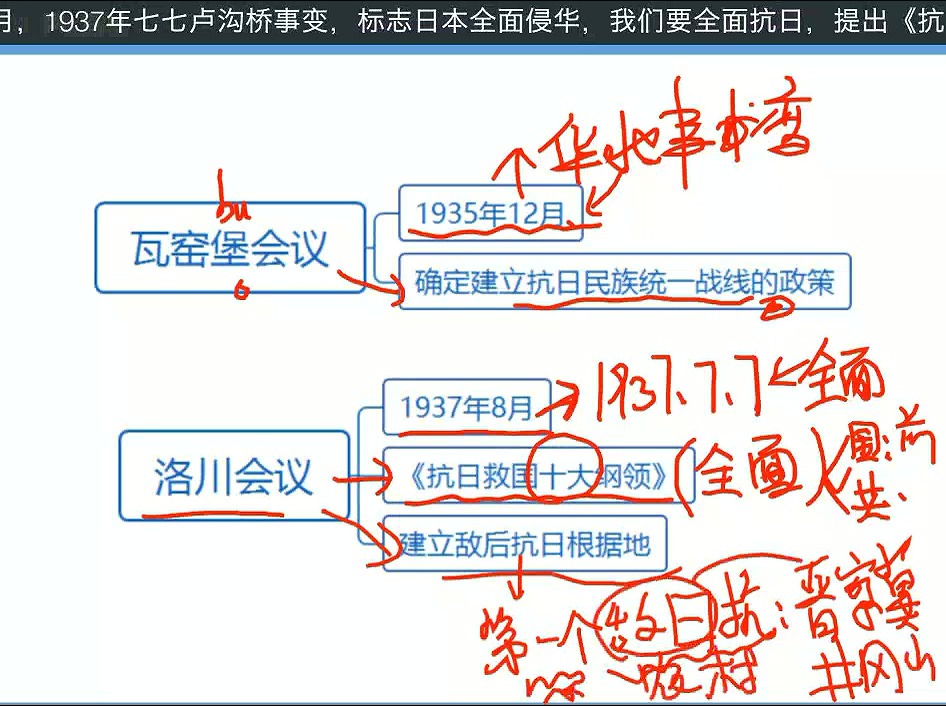 月，1937年七七卢沟桥事变，标志日本全面侵华，我们要全面抗日，提出《抗
华北事变
bu
1935年12月
瓦窑堡会议
确定建立抗日民族统一战线的政策
1937年8月
1937.7.7
全面
洛川会议
《抗日救国十大纲领》
(全面)
国:
共:
建立敌后抗日根据地
第一个
抗:
晋察冀
农村
井冈山